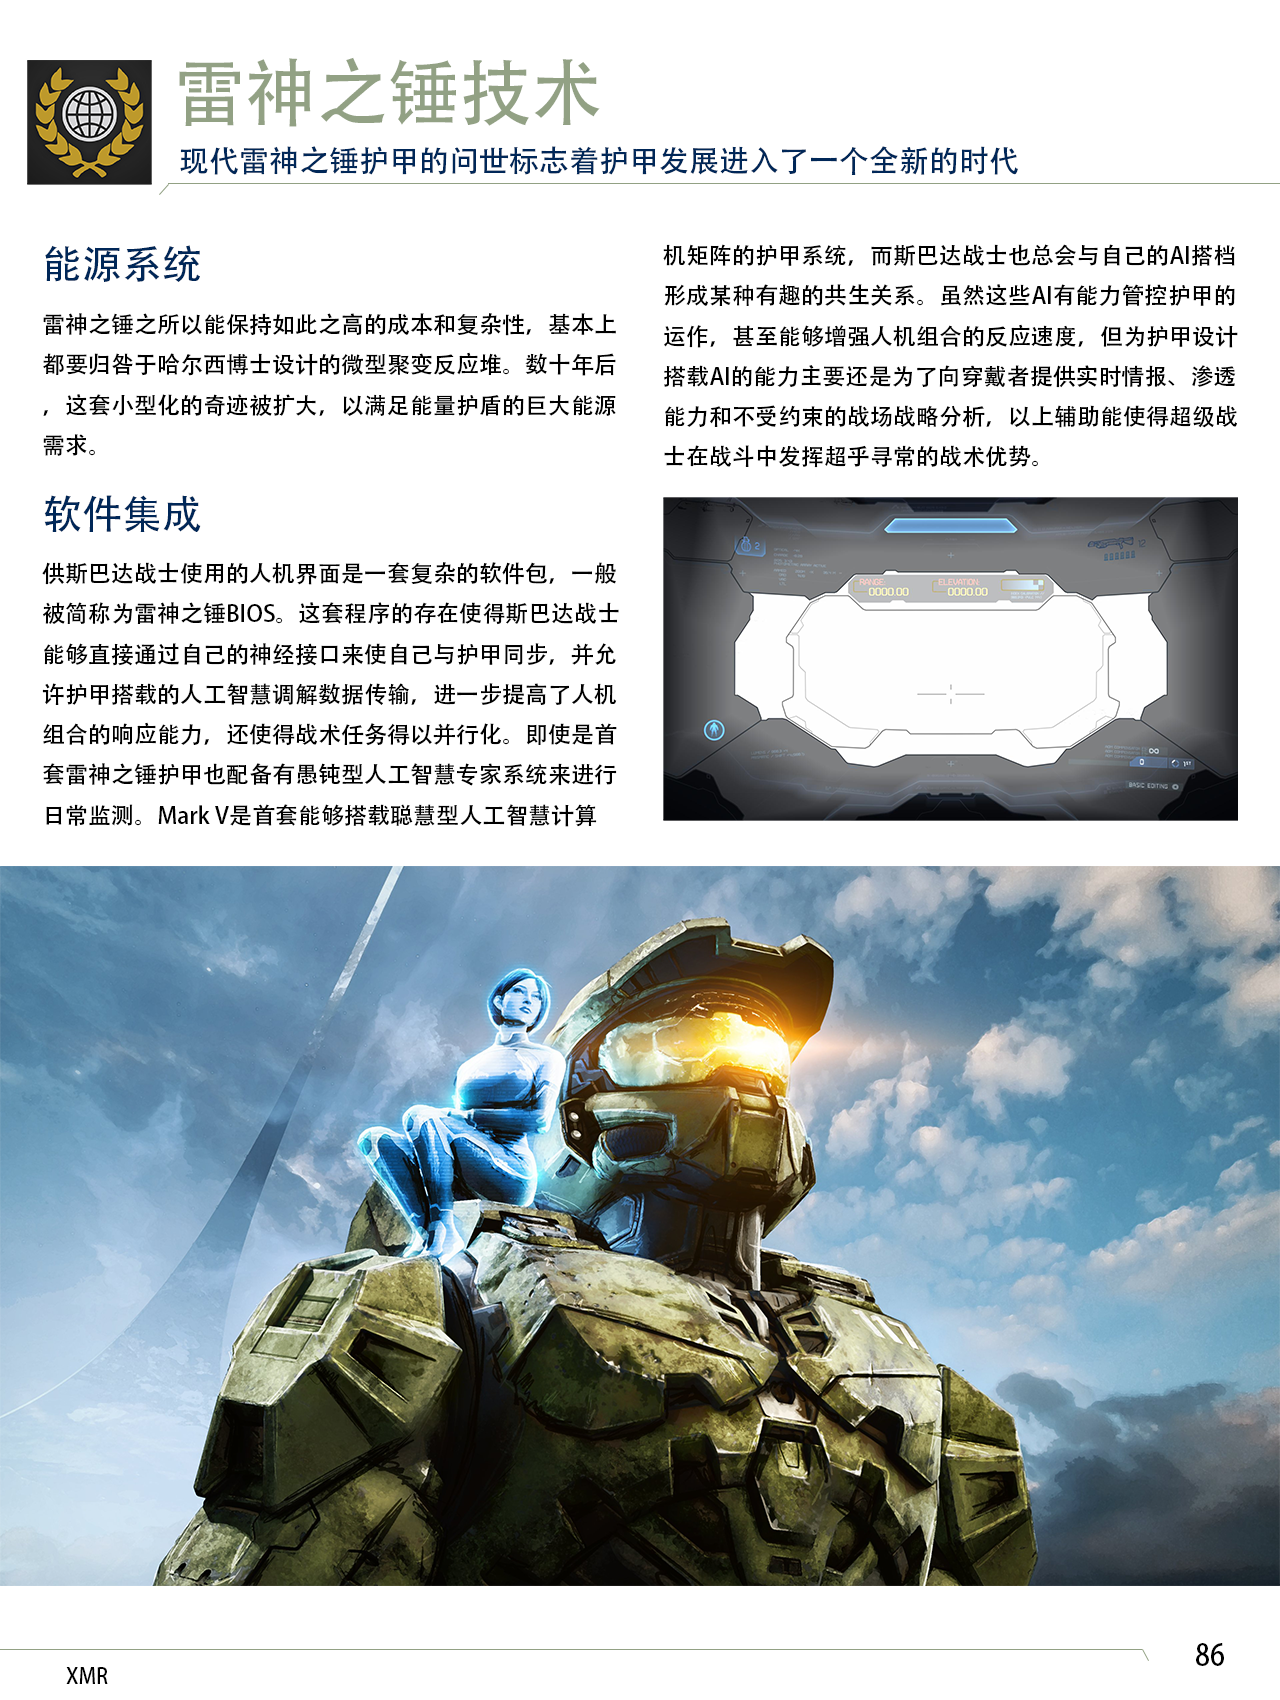 雷神之锤技术
现代雷神之锤护甲的问世标志着护甲发展进入了一个全新的时代
能源系统
雷神之锤之所以能保持如此之高的成本和复杂性，基本上
都要归咎于哈尔西博士设计的微型聚变反应堆。数十年后
，这套小型化的奇迹被扩大，以满足能量护盾的巨大能源
需求。
软件集成
供斯巴达战士使用的人机界面是一套复杂的软件包，一般
被简称为雷神之锤BIOS。这套程序的存在使得斯巴达战士
能够直接通过自己的神经接口来使自己与护甲同步，并允
许护甲搭载的人工智慧调解数据传输，进一步提高了人机
组合的响应能力，还使得战术任务得以并行化。即使是首
套雷神之锤护甲也配备有愚钝型人工智慧专家系统来进行
日常监测。Mark V是首套能够搭载聪慧型人工智慧计算
机矩阵的护甲系统，而斯巴达战士也总会与自己的AI搭档
形成某种有趣的共生关系。虽然这些AI有能力管控护甲的
运作，甚至能够增强人机组合的反应速度，但为护甲设计
搭载AI的能力主要还是为了向穿戴者提供实时情报、渗透
能力和不受约束的战场战略分析，以上辅助能使得超级战
士在战斗中发挥超乎寻常的战术优势。
2
12
RANGE:
0000.00
ELEVATION:
0000.00
0
BASIC EDITING
117
86
XMR